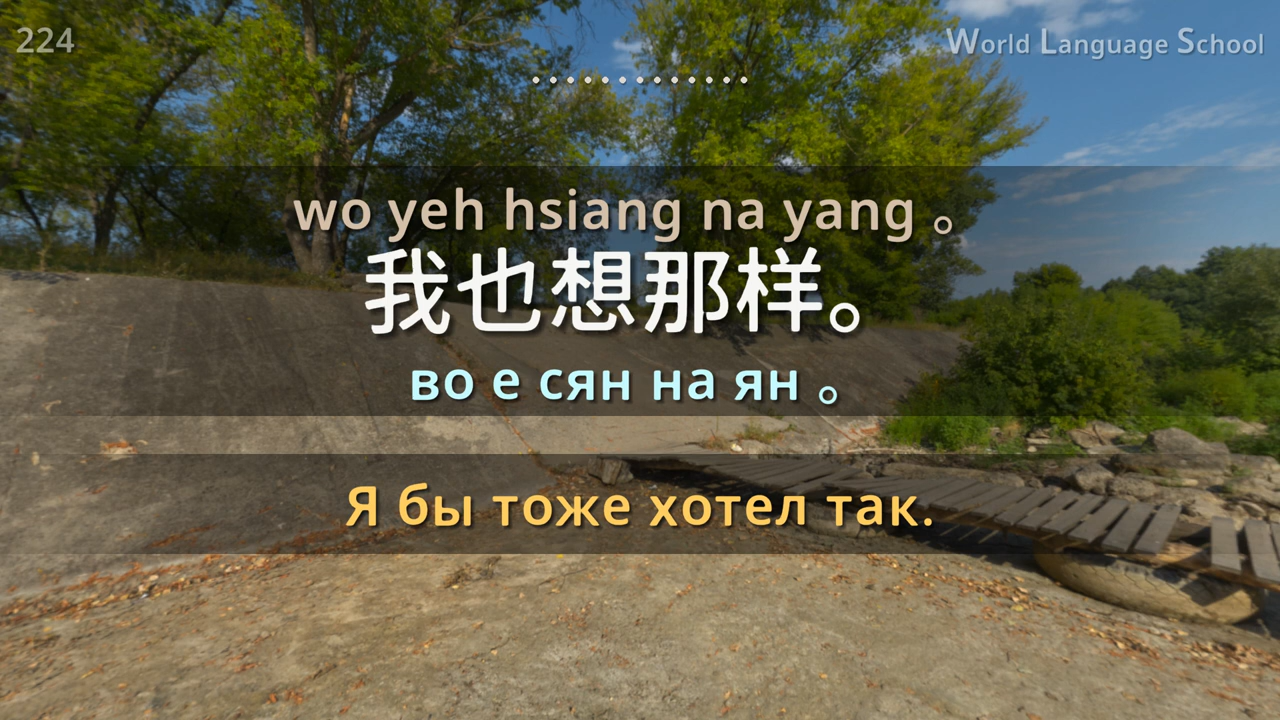 224
World Language School
wo yeh hsiang na yang 。
我也想那样。
во е сян на ян 。
Я бы тоже хотел так.